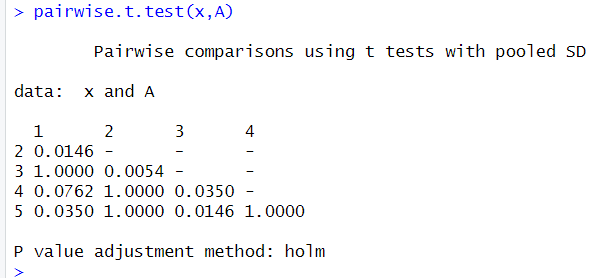 > pairwise.t.test(x,A)
Pairwise comparisons using t tests with pooled SD
data:  x and A
  1      2      3      4
2 0.0146 -      -      -
3 1.0000 0.0054 -      -
4 0.0762 1.0000 0.0350 -
5 0.0350 1.0000 0.0146 1.0000
P value adjustment method: holm
>